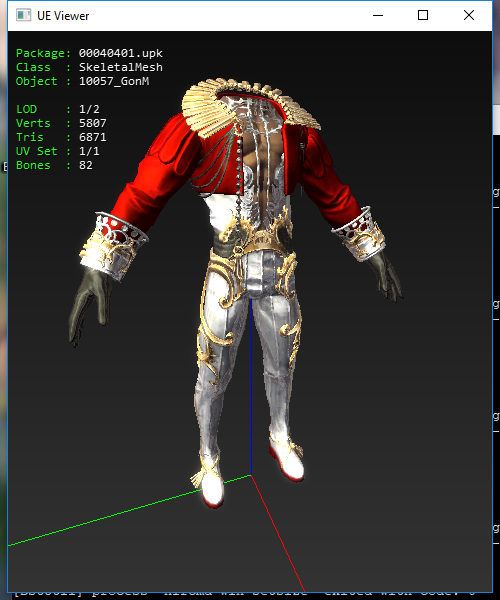 UE Viewer
Package: 00040401.upk
Class : SkeletalMesh
Object : 10057_GonM
LOD : 1/2
Verts : 5807
Tris : 6871
UV Set : 1/1
Bones : 82